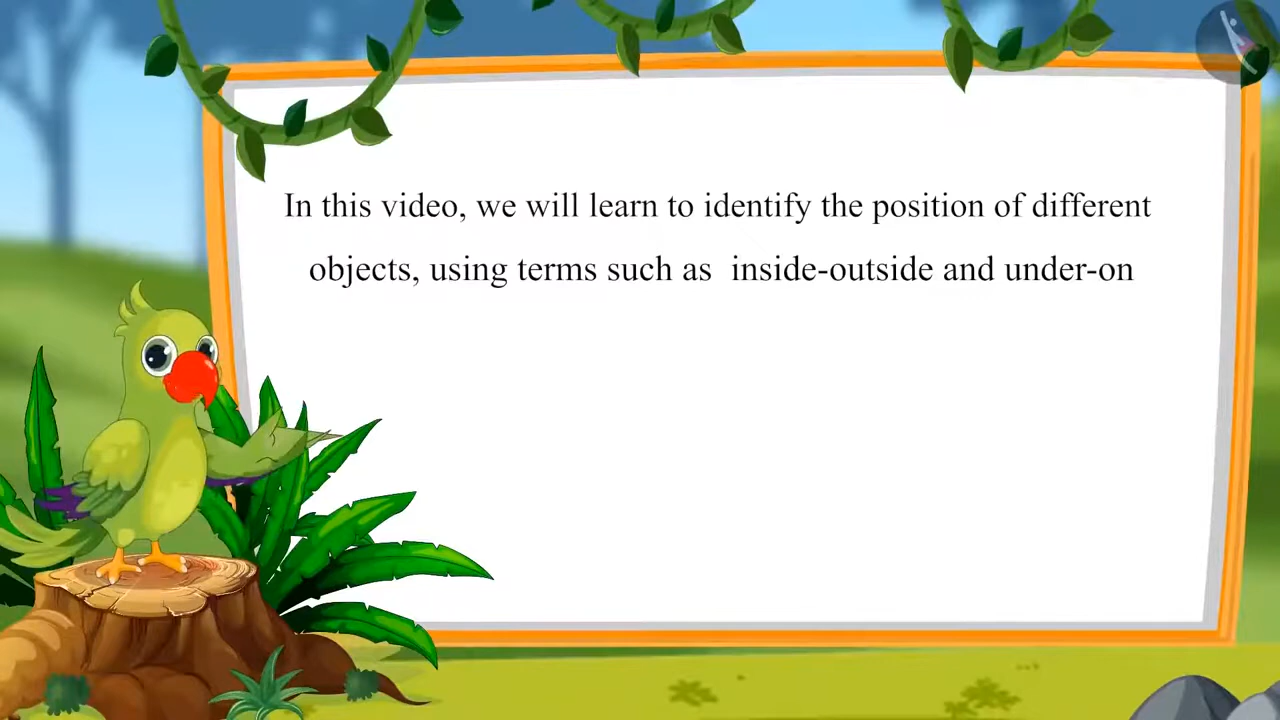 In this video, we will learn to identify the position of different
objects, using terms such as inside-outside and under-on